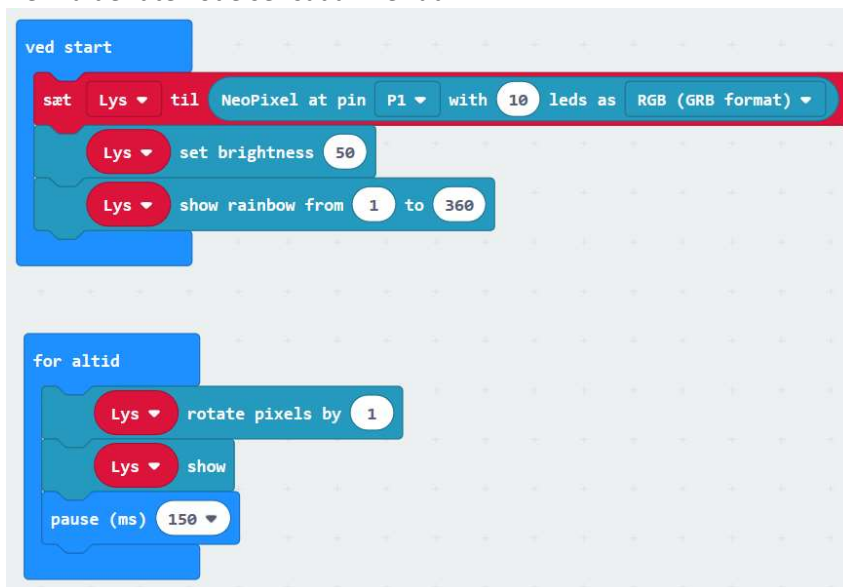 ved start
sæt Lys til NeoPixel at pin P1 with 10 leds as RGB (GRB format)
Lys set brightness 50
Lys show rainbow from 1 to 360
for altid
Lys rotate pixels by 1
Lys show
pause (ms) 150